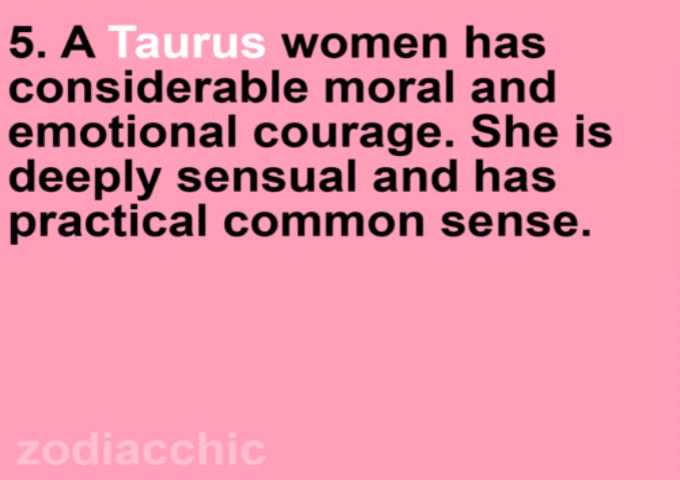 5. A Taurus women has
considerable moral and
emotional courage. She is
deeply sensual and has
practical common sense.
zodiacchic